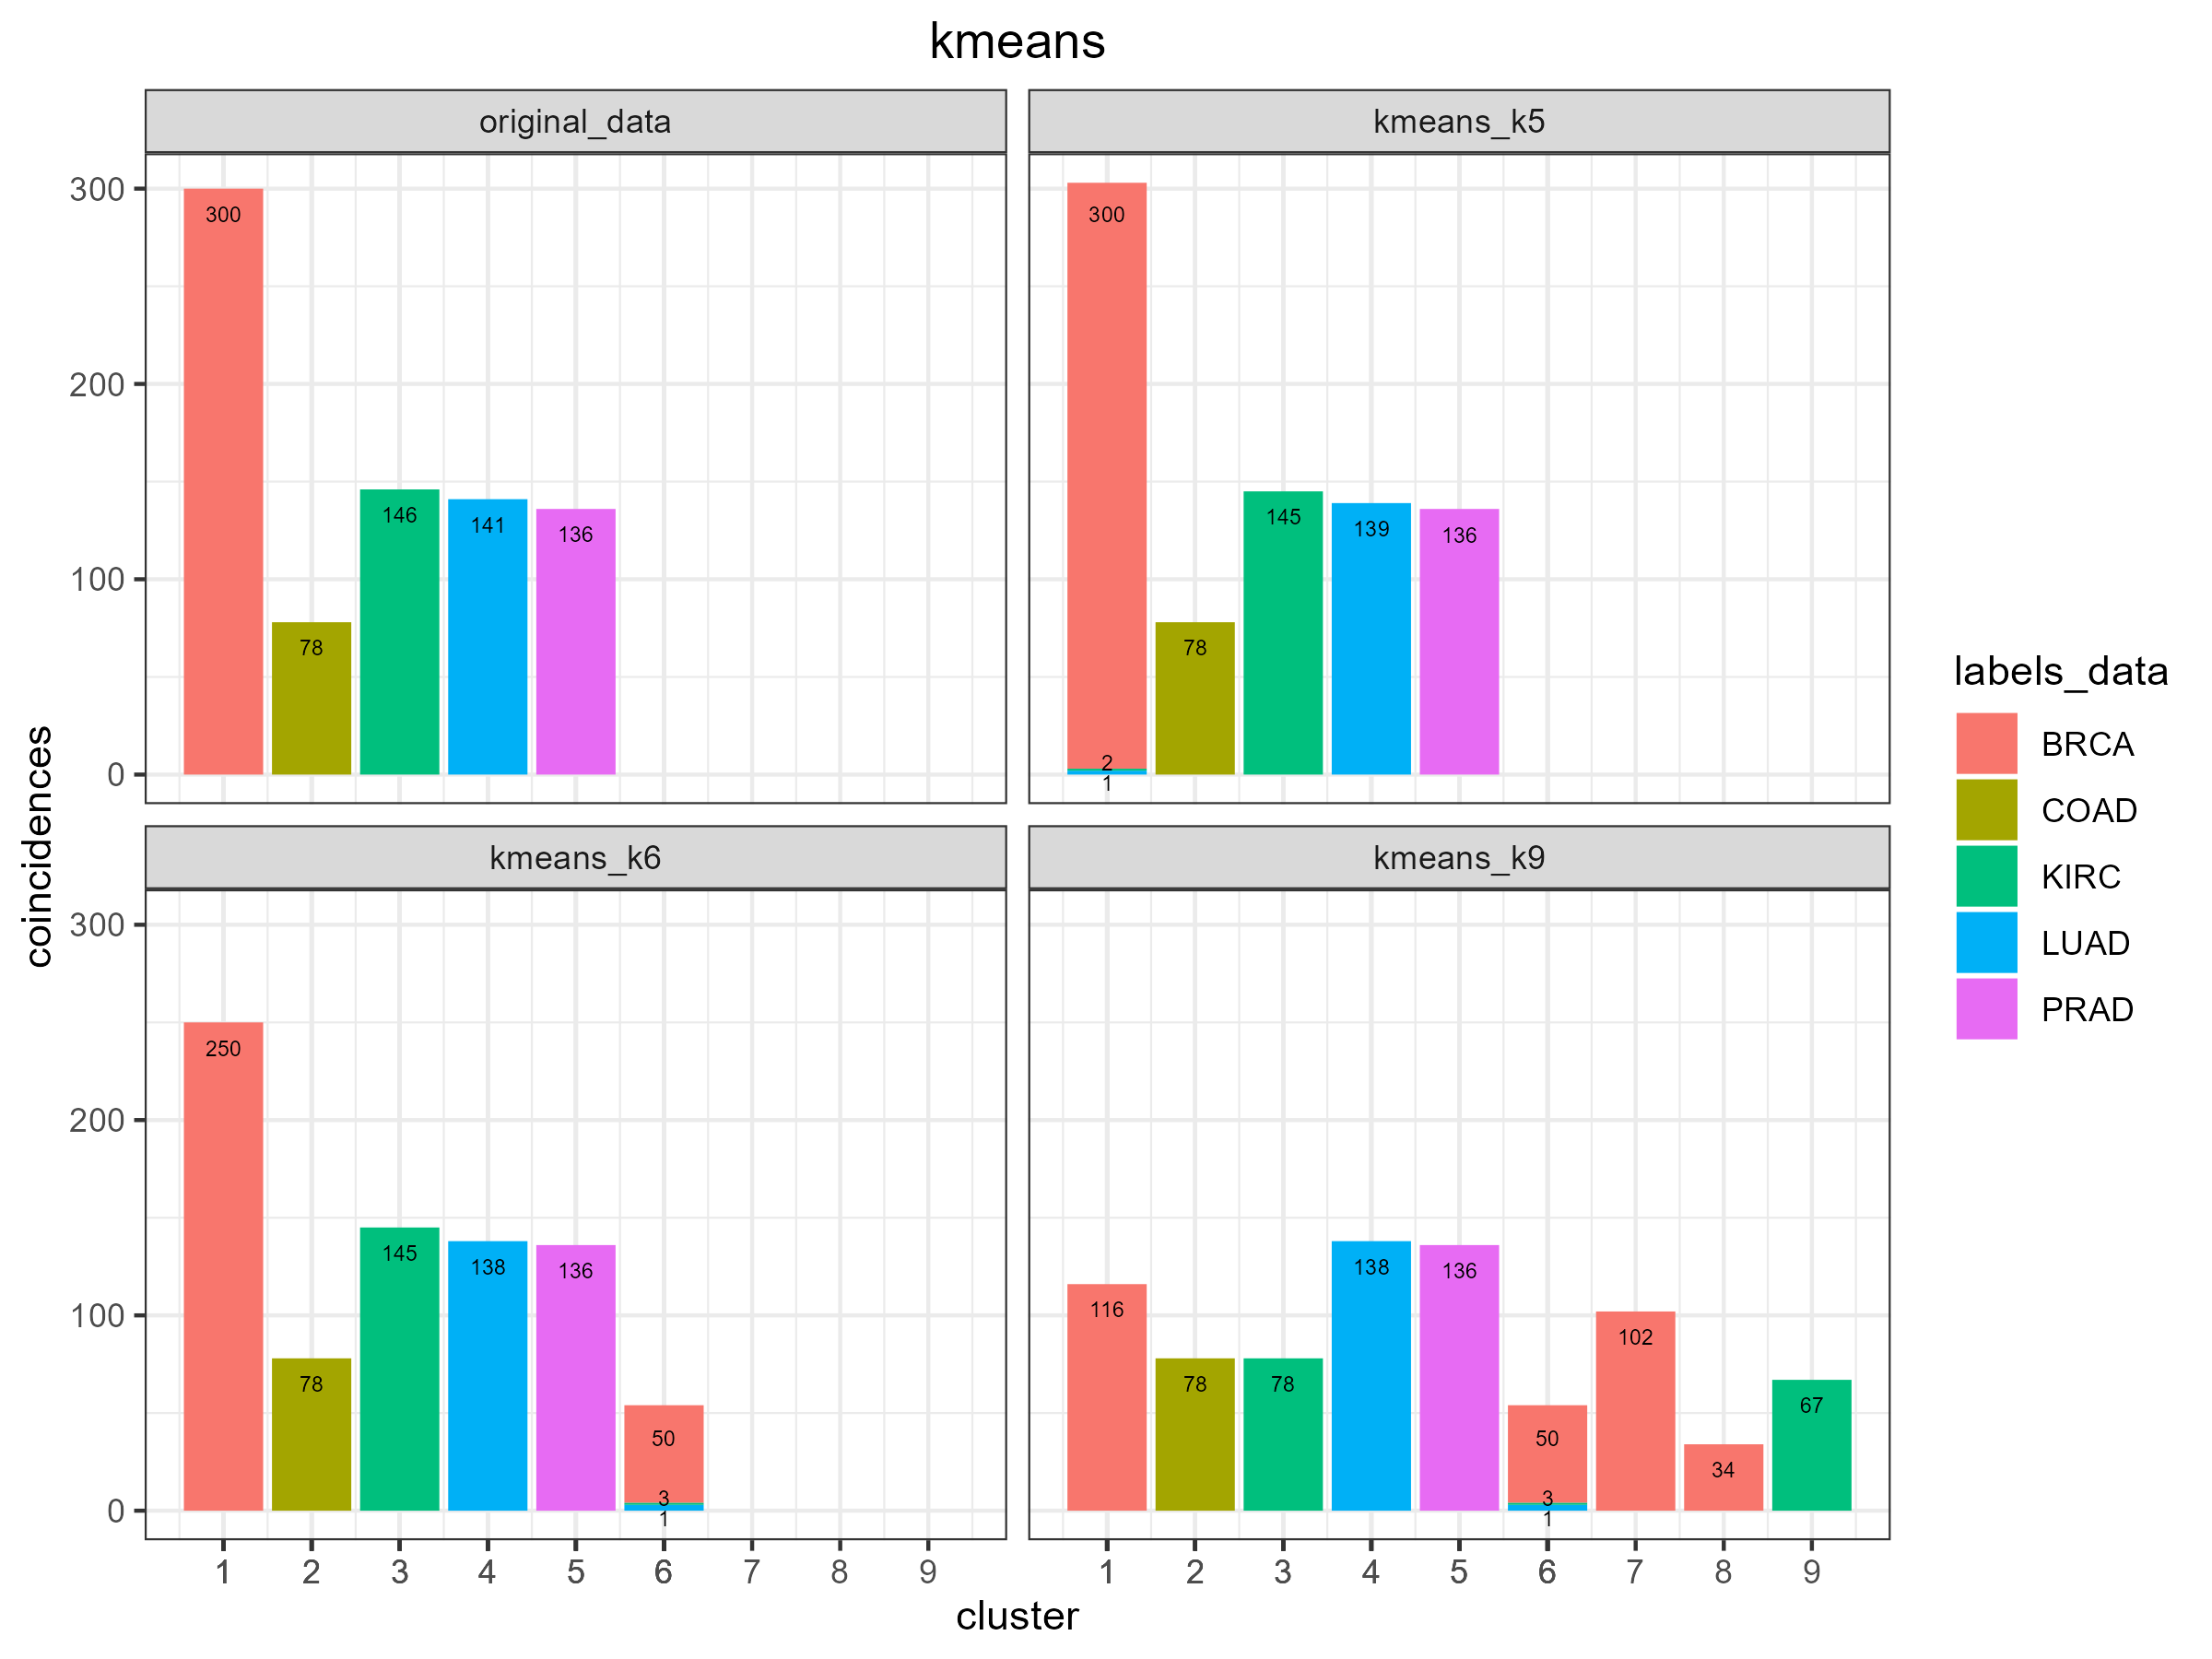 kmeans
original_data
kmeans_k5
300
200
100
0
300
78
146
141
136
300
2
1
78
145
139
136
kmeans_k6
kmeans_k9
300
200
100
0
250
78
145
138
136
50
3
1
116
78
78
138
136
50
3
1
102
34
67
1 2 3 4 5 6 7 8 9
1 2 3 4 5 6 7 8 9
cluster
coincidences
labels_data
BRCA
COAD
KIRC
LUAD
PRAD